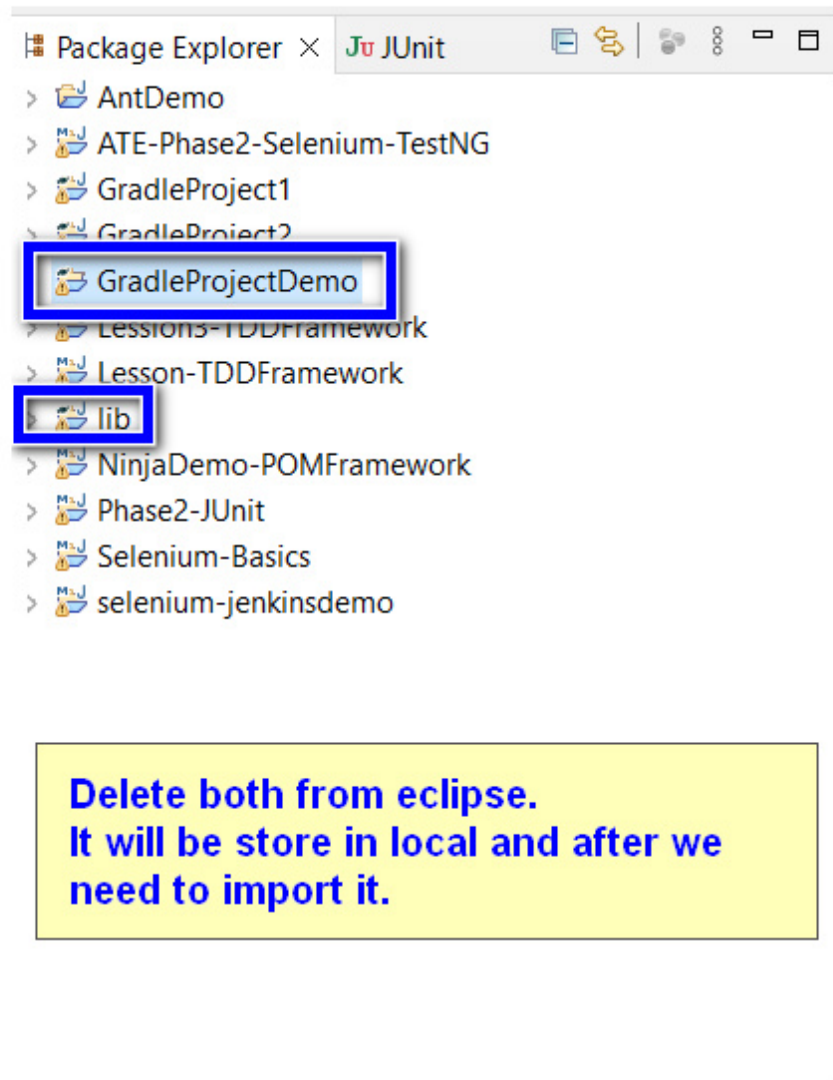 Package Explorer
JUnit
AntDemo
ATE-Phase2-Selenium-TestNG
GradleProject1
GradleProject2
GradleProjectDemo
Lession3-TDDFramework
Lesson-TDDFramework
lib
NinjaDemo-POMFramework
Phase2-JUnit
Selenium-Basics
selenium-jenkinsdemo
Delete both from eclipse.
It will be store in local and after we
need to import it.